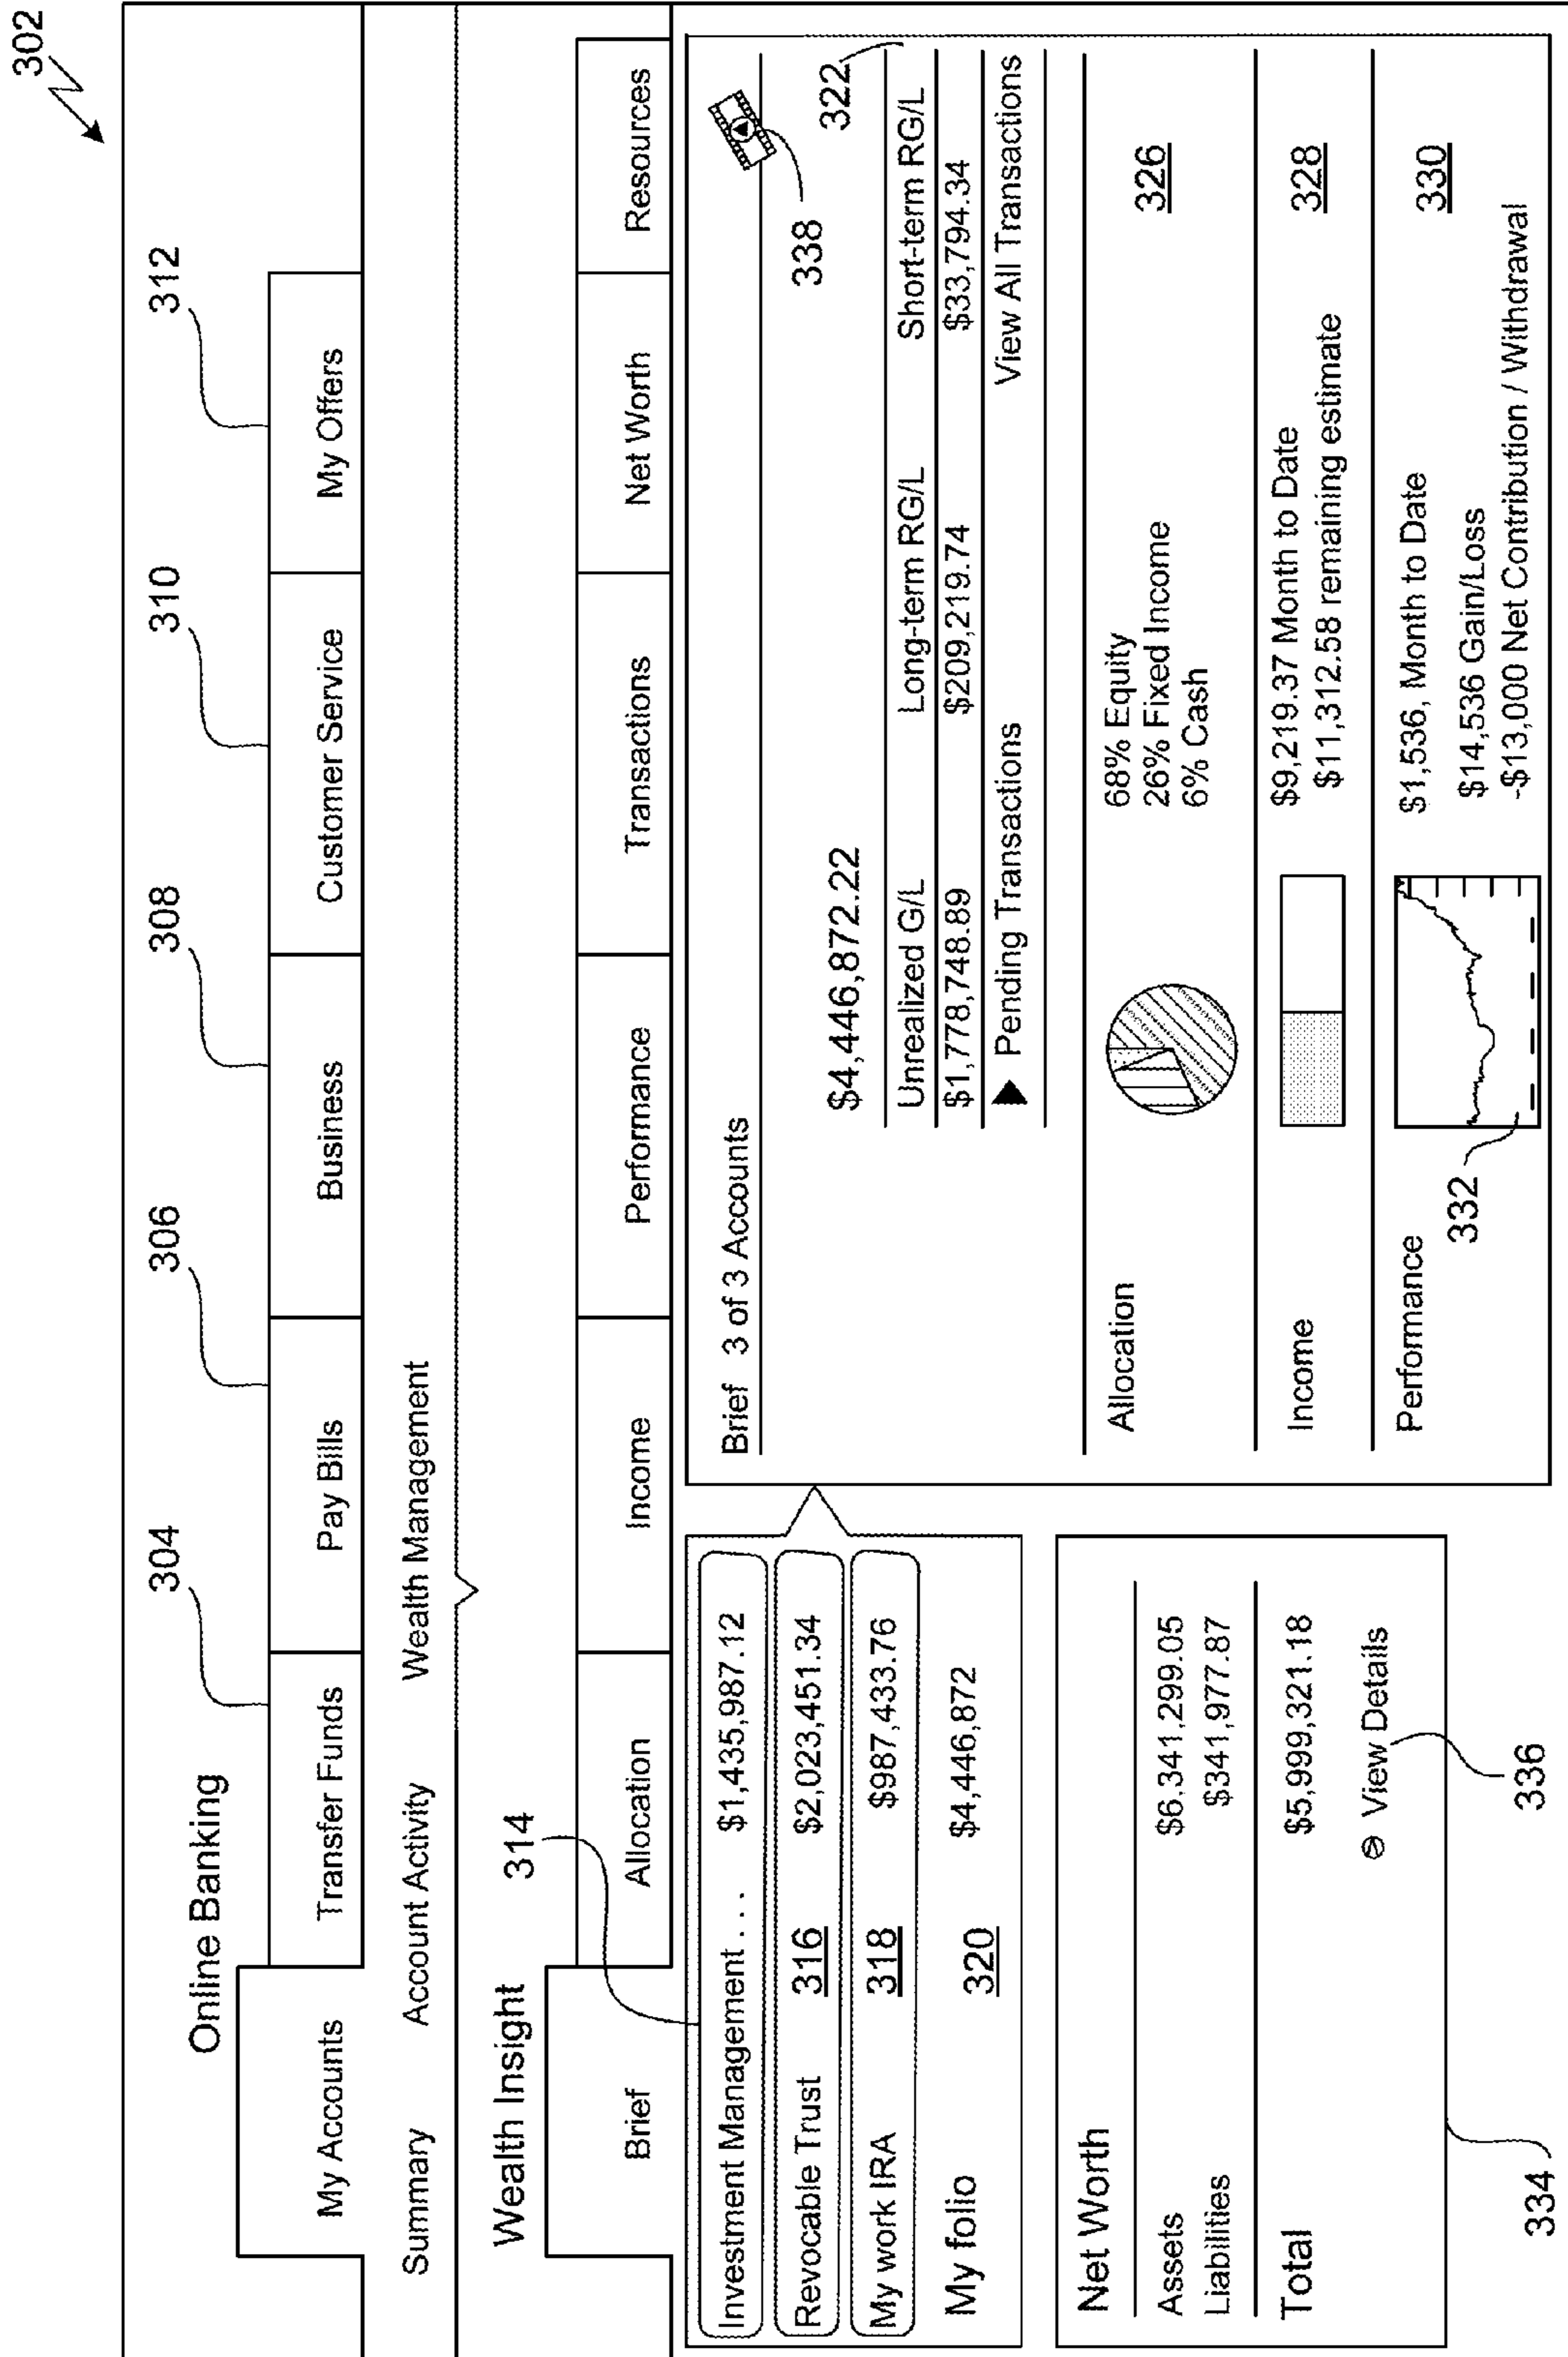 302
Online Banking
304 306 308 310 312
My Accounts Transfer Funds Pay Bills Business Customer Service My Offers
Summary Account Activity Wealth Management
Wealth Insight
314
Brief Allocation Income Performance Transactions Net Worth Resources
Investment Management . . . $1,435,987.12
Revocable Trust 316 $2,023,451.34
My work IRA 318 $987,433.76
My folio 320 $4,446,872
Net Worth
Assets $6,341,299.05
Liabilities $341,977.87
Total $5,999,321.18
View Details
336
334
Brief 3 of 3 Accounts
338
$4,446,872.22
322
Unrealized G/L Long-term RG/L Short-term RG/L
$1,778,748.89 $209,219.74 $33,794.34
Pending Transactions View All Transactions
Allocation
68% Equity
26% Fixed Income
6% Cash
326
Income
$9,219.37 Month to Date
$11,312.58 remaining estimate
328
Performance
332
$1,536, Month to Date
$14,536 Gain/Loss
-$13,000 Net Contribution / Withdrawal
330